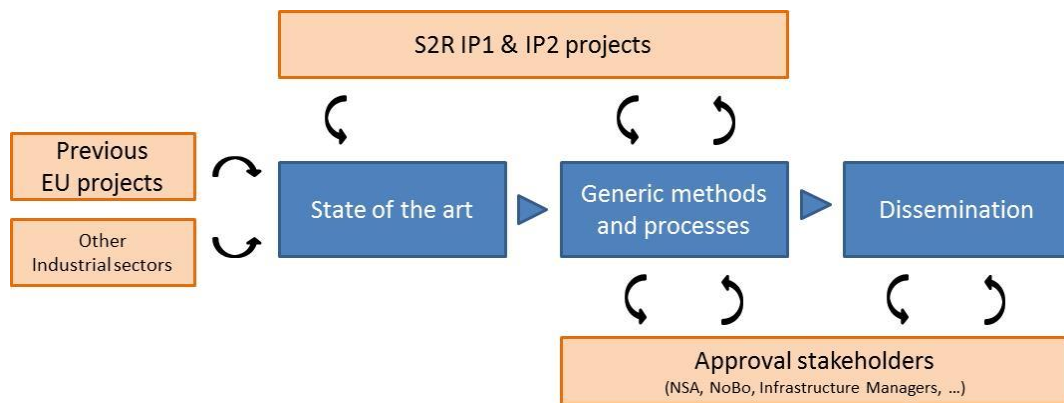 S2R IP1 & IP2 projects
Previous
EU projects
Other
Industrial sectors
State of the art
Generic methods
and processes
Dissemination
Approval stakeholders
(NSA, NoBo, Infrastructure Managers, ...)